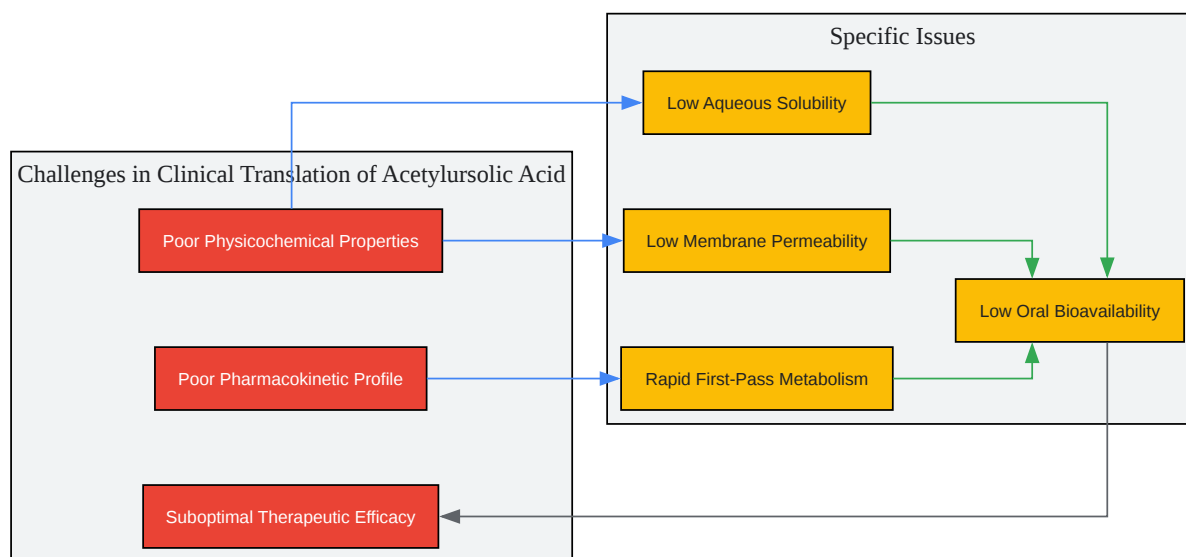 Specific Issues
Low Aqueous Solubility
Challenges in Clinical Translation of Acetylursolic Acid
Poor Physicochemical Properties
Low Membrane Permeability
Low Oral Bioavailability
Poor Pharmacokinetic Profile
Rapid First-Pass Metabolism
Suboptimal Therapeutic Efficacy